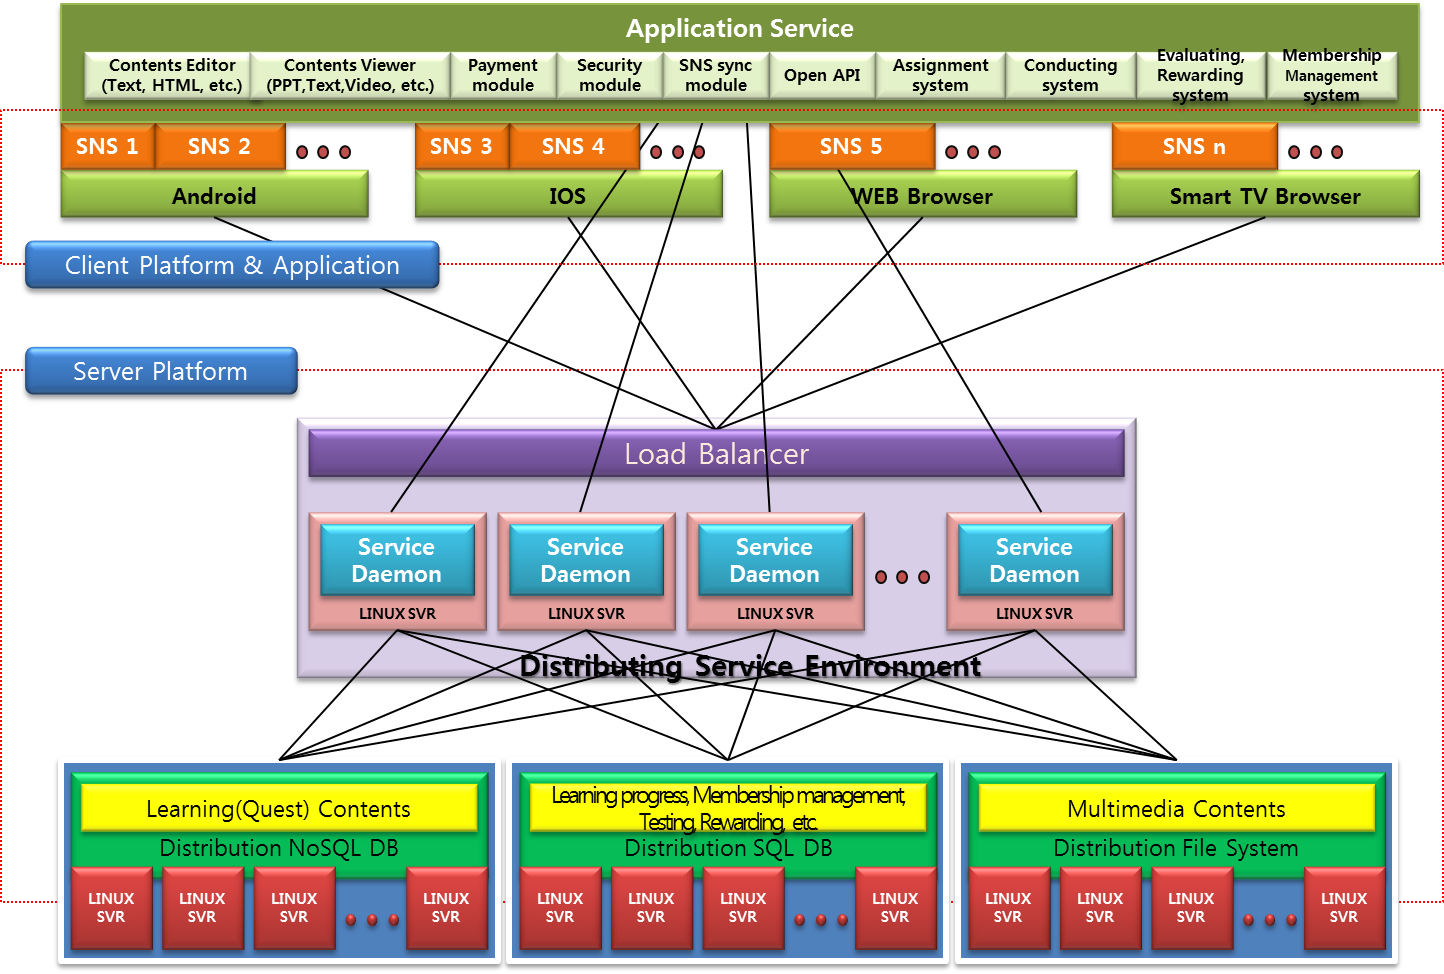 Application Service
Contents Editor
(Text, HTML, etc.)
Contents Viewer
(PPT,Text,Video, etc.)
Payment
module
Security
module
SNS sync
module
Open API
Assignment
system
Conducting
system
Evaluating,
Rewarding
system
Membership
Management
system
SNS 1
SNS 2
SNS 3
SNS 4
SNS 5
SNS n
Android
IOS
WEB Browser
Smart TV Browser
Client Platform & Application
Server Platform
Load Balancer
Service
Daemon
LINUX SVR
Service
Daemon
LINUX SVR
Service
Daemon
LINUX SVR
Service
Daemon
LINUX SVR
Distributing Service Environment
Learning(Quest) Contents
Distribution NoSQL DB
LINUX
SVR
LINUX
SVR
LINUX
SVR
LINUX
SVR
Learning progress, Membership management,
Testing, Rewarding, etc.
Distribution SQL DB
LINUX
SVR
LINUX
SVR
LINUX
SVR
LINUX
SVR
Multimedia Contents
Distribution File System
LINUX
SVR
LINUX
SVR
LINUX
SVR
LINUX
SVR